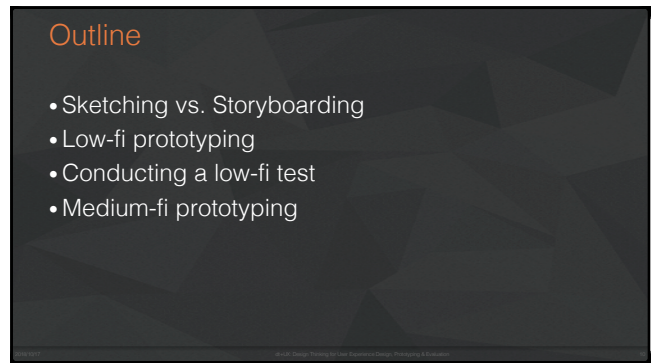 Outline
• Sketching vs. Storyboarding
• Low-fi prototyping
• Conducting a low-fi test
• Medium-fi prototyping